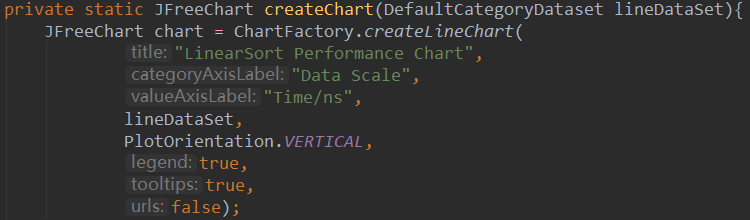 private static JFreeChart createChart(DefaultCategoryDataset lineDataSet){
JFreeChart chart = ChartFactory.createLineChart(
title: "LinearSort Performance Chart",
categoryAxisLabel: "Data Scale",
valueAxisLabel: "Time/ns",
lineDataSet,
PlotOrientation.VERTICAL,
legend: true,
tooltips: true,
urls: false);